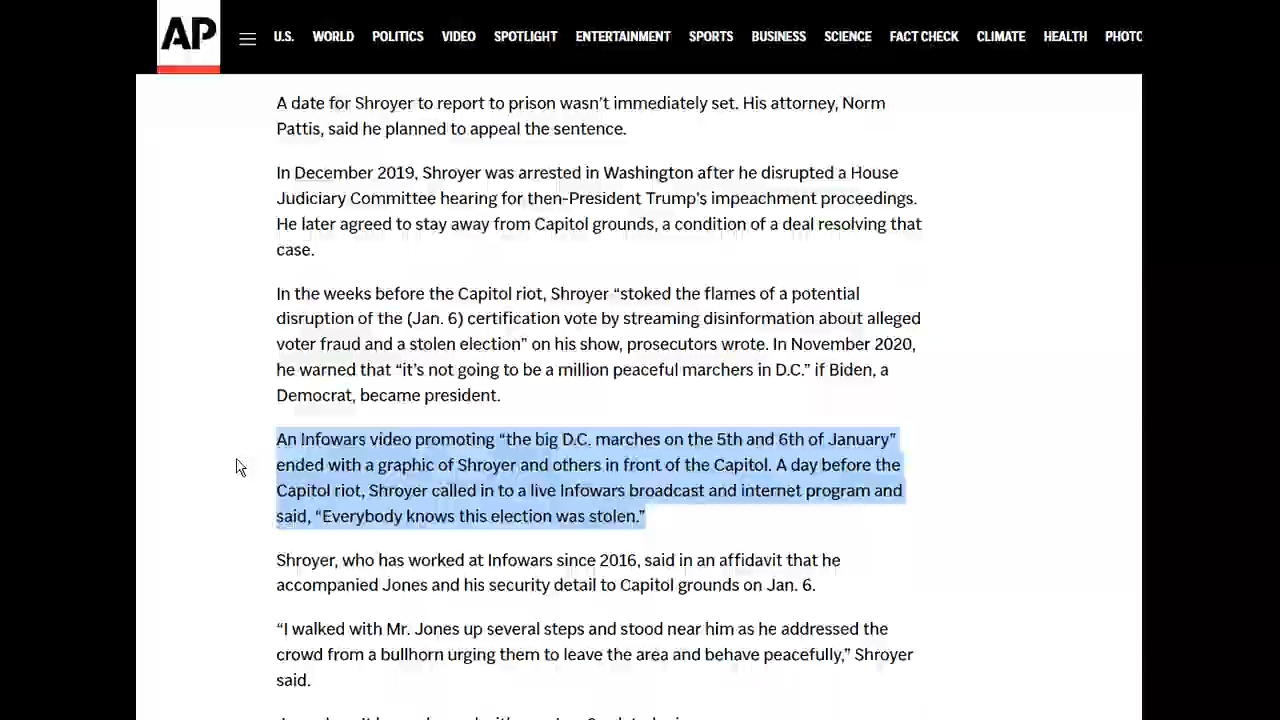 AP
U.S. WORLD POLITICS VIDEO SPOTLIGHT ENTERTAINMENT SPORTS BUSINESS SCIENCE FACT CHECK CLIMATE HEALTH PHOTO
A date for Shroyer to report to prison wasn’t immediately set. His attorney, Norm
Pattis, said he planned to appeal the sentence.
In December 2019, Shroyer was arrested in Washington after he disrupted a House
Judiciary Committee hearing for then-President Trump’s impeachment proceedings.
He later agreed to stay away from Capitol grounds, a condition of a deal resolving that
case.
In the weeks before the Capitol riot, Shroyer “stoked the flames of a potential
disruption of the (Jan. 6) certification vote by streaming disinformation about alleged
voter fraud and a stolen election” on his show, prosecutors wrote. In November 2020,
he warned that “it’s not going to be a million peaceful marchers in D.C.” if Biden, a
Democrat, became president.
An Infowars video promoting “the big D.C. marches on the 5th and 6th of January”
ended with a graphic of Shroyer and others in front of the Capitol. A day before the
Capitol riot, Shroyer called in to a live Infowars broadcast and internet program and
said, “Everybody knows this election was stolen.”
Shroyer, who has worked at Infowars since 2016, said in an affidavit that he
accompanied Jones and his security detail to Capitol grounds on Jan. 6.
“I walked with Mr. Jones up several steps and stood near him as he addressed the
crowd from a bullhorn urging them to leave the area and behave peacefully,” Shroyer
said.